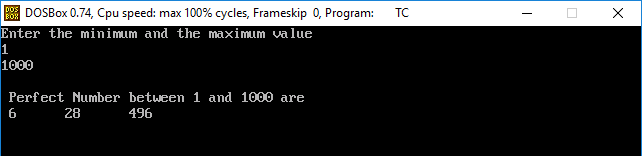 DOSBox 0.74, Cpu speed: max 100% cycles, Frameskip 0, Program: TC
Enter the minimum and the maximum value
1
1000
Perfect Number between 1 and 1000 are
6 28 496